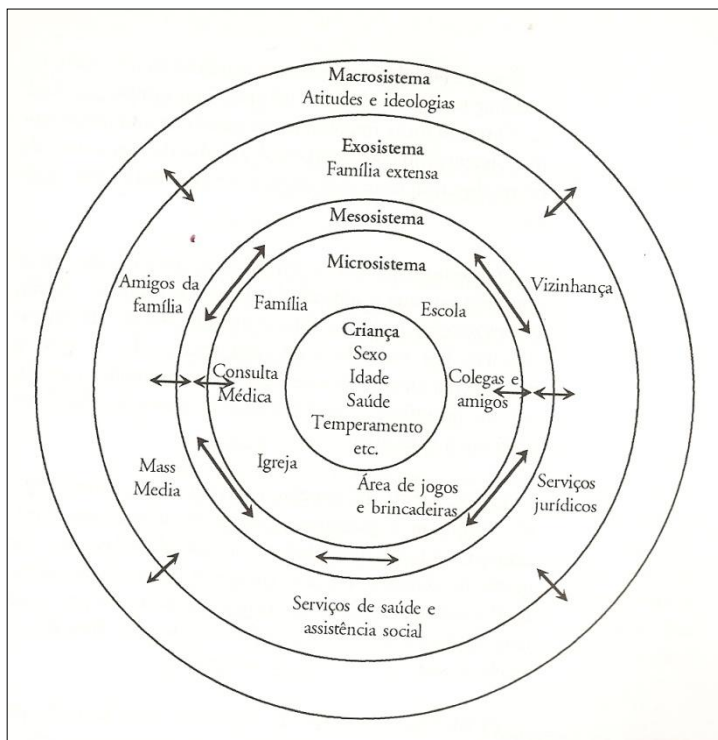 Macrosistema
Atitudes e ideologias
Exosistema
Família extensa
Mesosistema
Microsistema
Amigos da
família
Vizinhança
Família
Escola
Criança
Sexo
Idade
Saúde
Temperamento
etc.
Consulta
Médica
Colegas e
amigos
Igreja
Área de jogos
e brincadeiras
Mass
Media
Serviços
jurídicos
Serviços de saúde e
assistência social